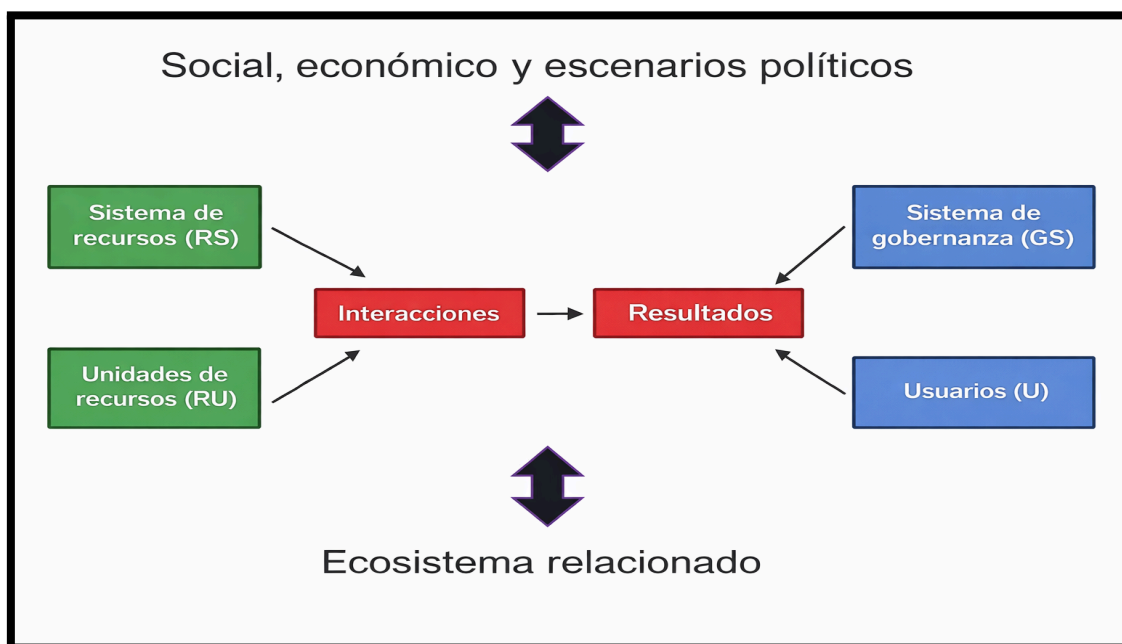 Social, económico y escenarios políticos
Sistema de
recursos (RS)
Sistema de
gobernanza (GS)
Interacciones
Resultados
Unidades de
recursos (RU)
Usuarios (U)
Ecosistema relacionado